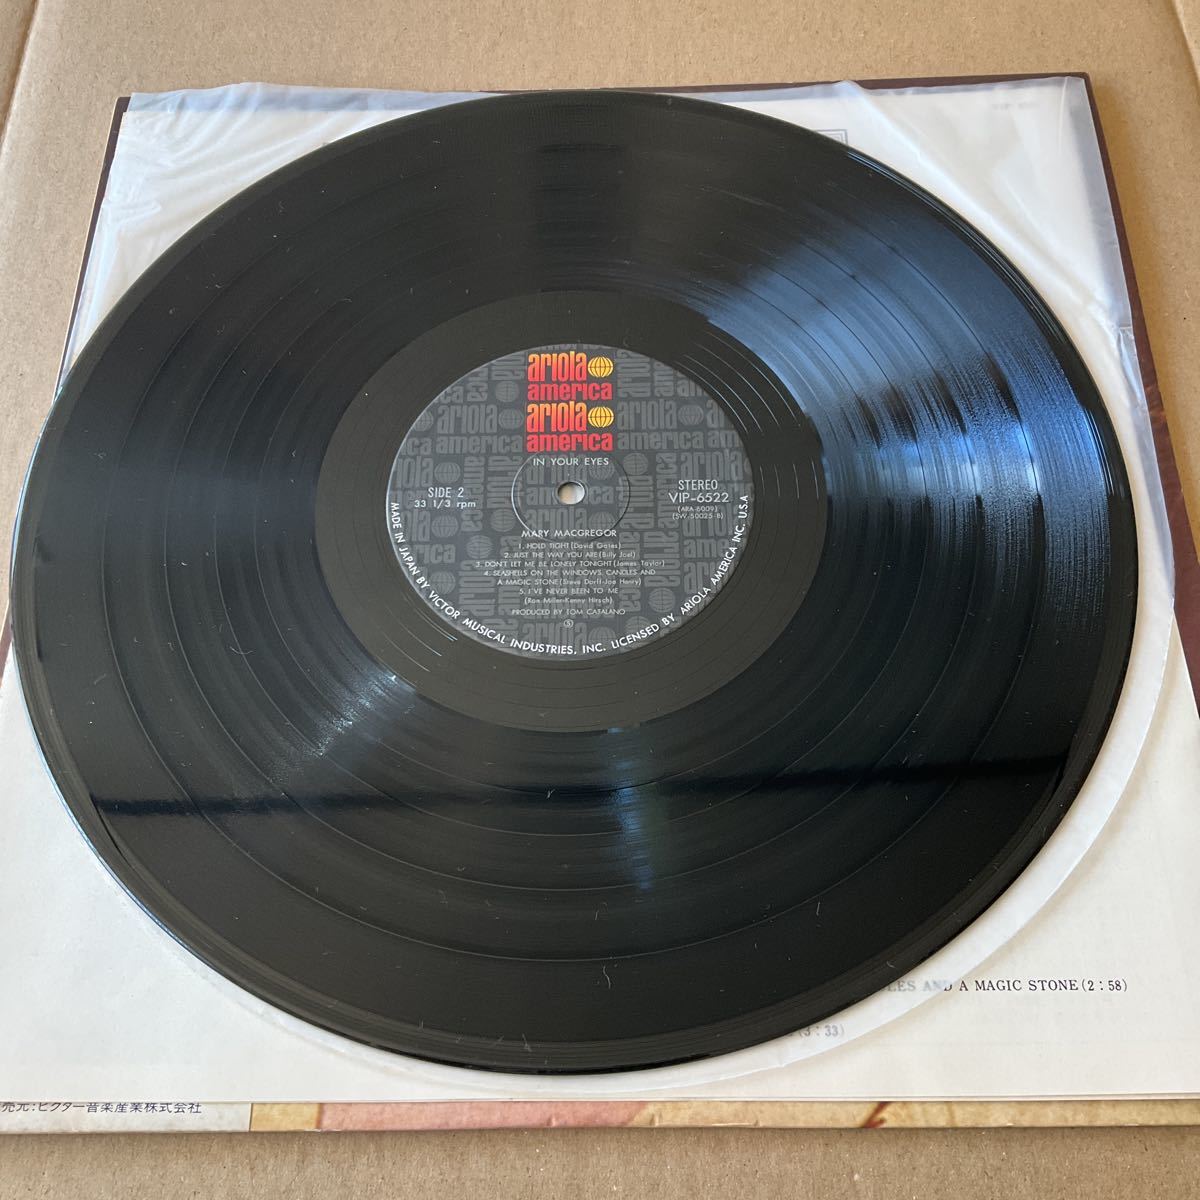 ariola
america
ariola
america
IN YOUR EYES
SIDE 2
33 1/3 rpm
STEREO
VIP-6522
(ARA-5009)
(SW-50025-B)
MARY MACGREGOR
1. HOLD TIGHT (David Gates)
2. JUST THE WAY YOU ARE (Billy Joel)
3. DON'T LET ME BE LONELY TONIGHT (James Taylor)
4. SEASHELLS ON THE WINDOWS, CANDLES AND
A MAGIC STONE (Steve Dorff-Joe Henry)
5. I'VE NEVER BEEN TO ME
(Ron Miller-Kenny Hirsch)
PRODUCED BY TOM CATALANO
Ⓢ
MADE IN JAPAN BY VICTOR MUSICAL INDUSTRIES, INC. LICENSED BY ARIOLA AMERICA INC. U.S.A
LES AND A MAGIC STONE (2 : 58)
(3 : 33)
売元:ビクター音楽産業株式会社